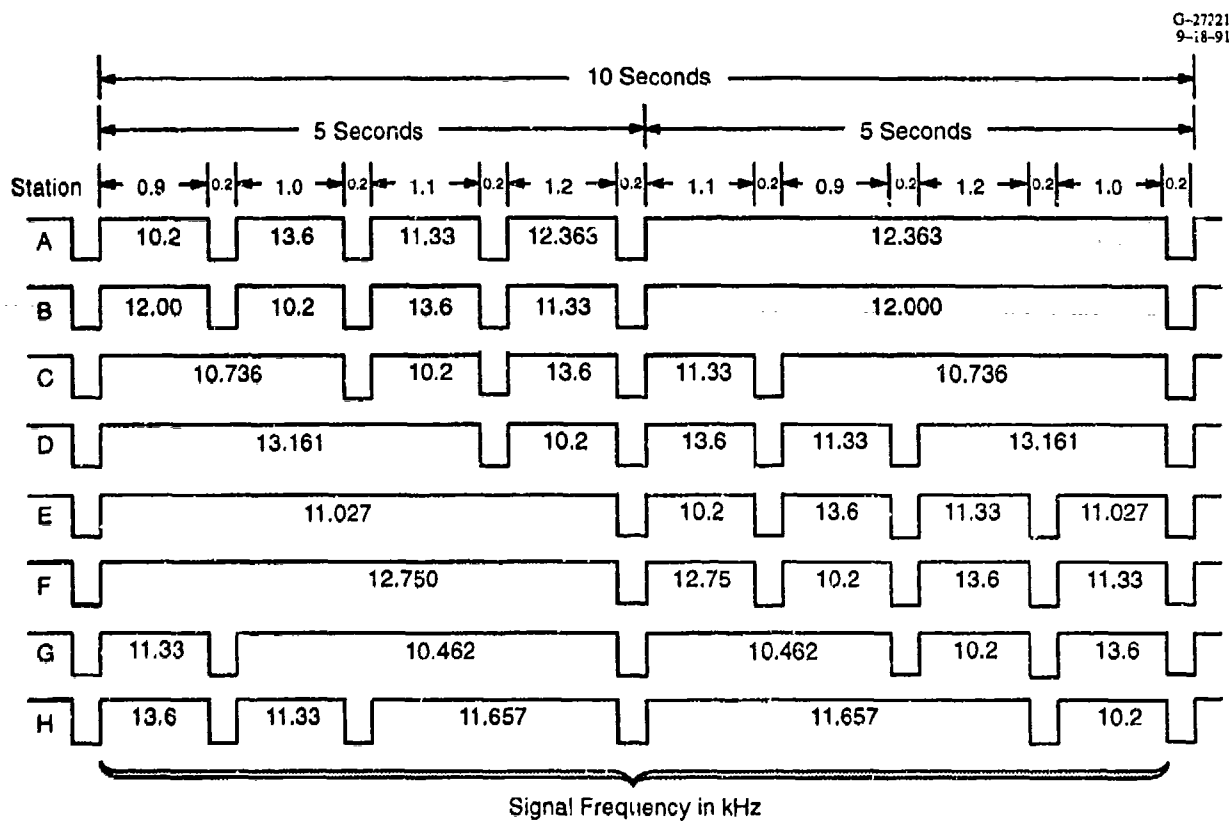 G-27221
9-18-91
10 Seconds
5 Seconds 5 Seconds
Station 0.9 0.2 1.0 0.2 1.1 0.2 1.2 0.2 1.1 0.2 0.9 0.2 1.2 0.2 1.0 0.2
A 10.2 13.6 11.33 12.363 12.363
B 12.00 10.2 13.6 11.33 12.000
C 10.736 10.2 13.6 11.33 10.736
D 13.161 10.2 13.6 11.33 13.161
E 11.027 10.2 13.6 11.33 11.027
F 12.750 12.75 10.2 13.6 11.33
G 11.33 10.462 10.462 10.2 13.6
H 13.6 11.33 11.657 11.657 10.2
Signal Frequency in kHz